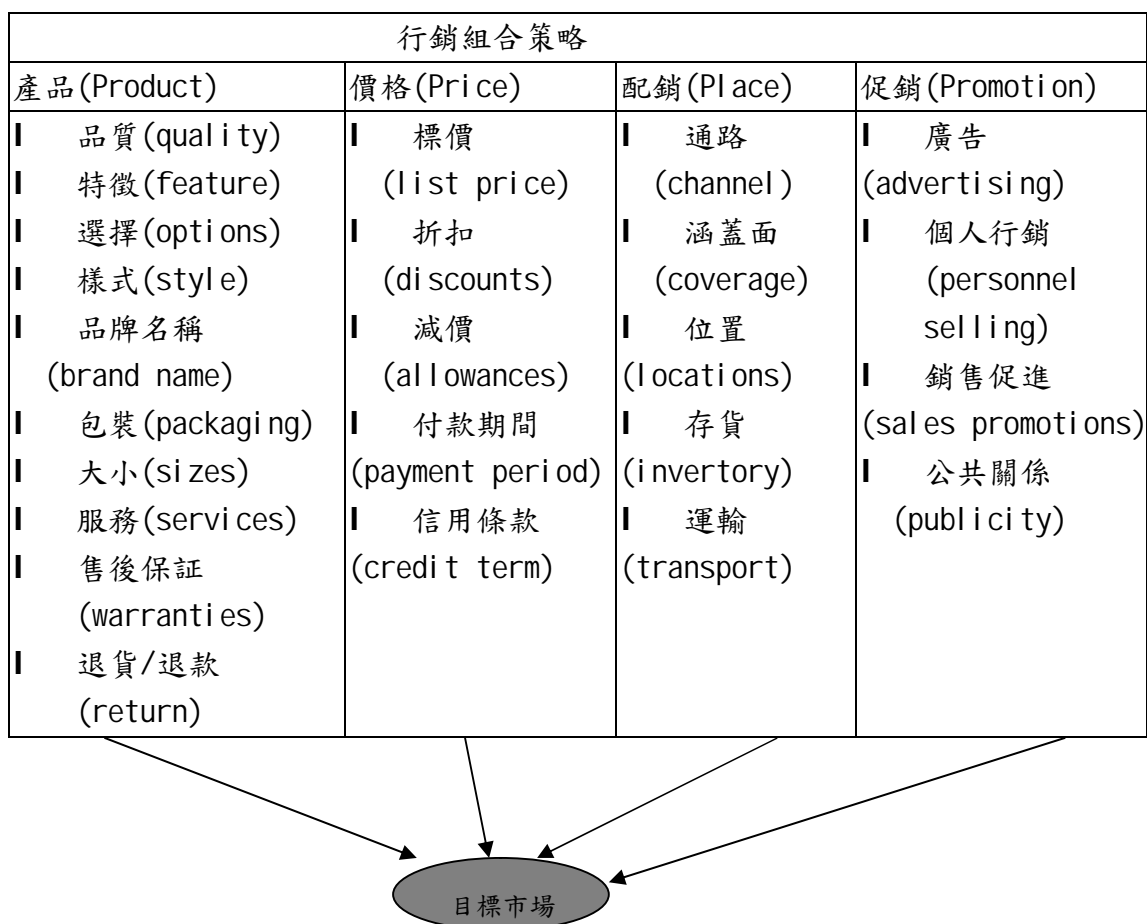 行銷組合策略
產品(Product)
品質(quality)
特徵(feature)
選擇(options)
樣式(style)
品牌名稱
(brand name)
包裝(packaging)
大小(sizes)
服務(services)
售後保証
(warranties)
退貨/退款
(return)
價格(Price)
標價
(list price)
折扣
(discounts)
減價
(allowances)
付款期間
(payment period)
信用條款
(credit term)
配銷(Place)
通路
(channel)
涵蓋面
(coverage)
位置
(locations)
存貨
(invertory)
運輸
(transport)
促銷(Promotion)
廣告
(advertising)
個人行銷
(personnel
selling)
銷售促進
(sales promotions)
公共關係
(publicity)
目標市場